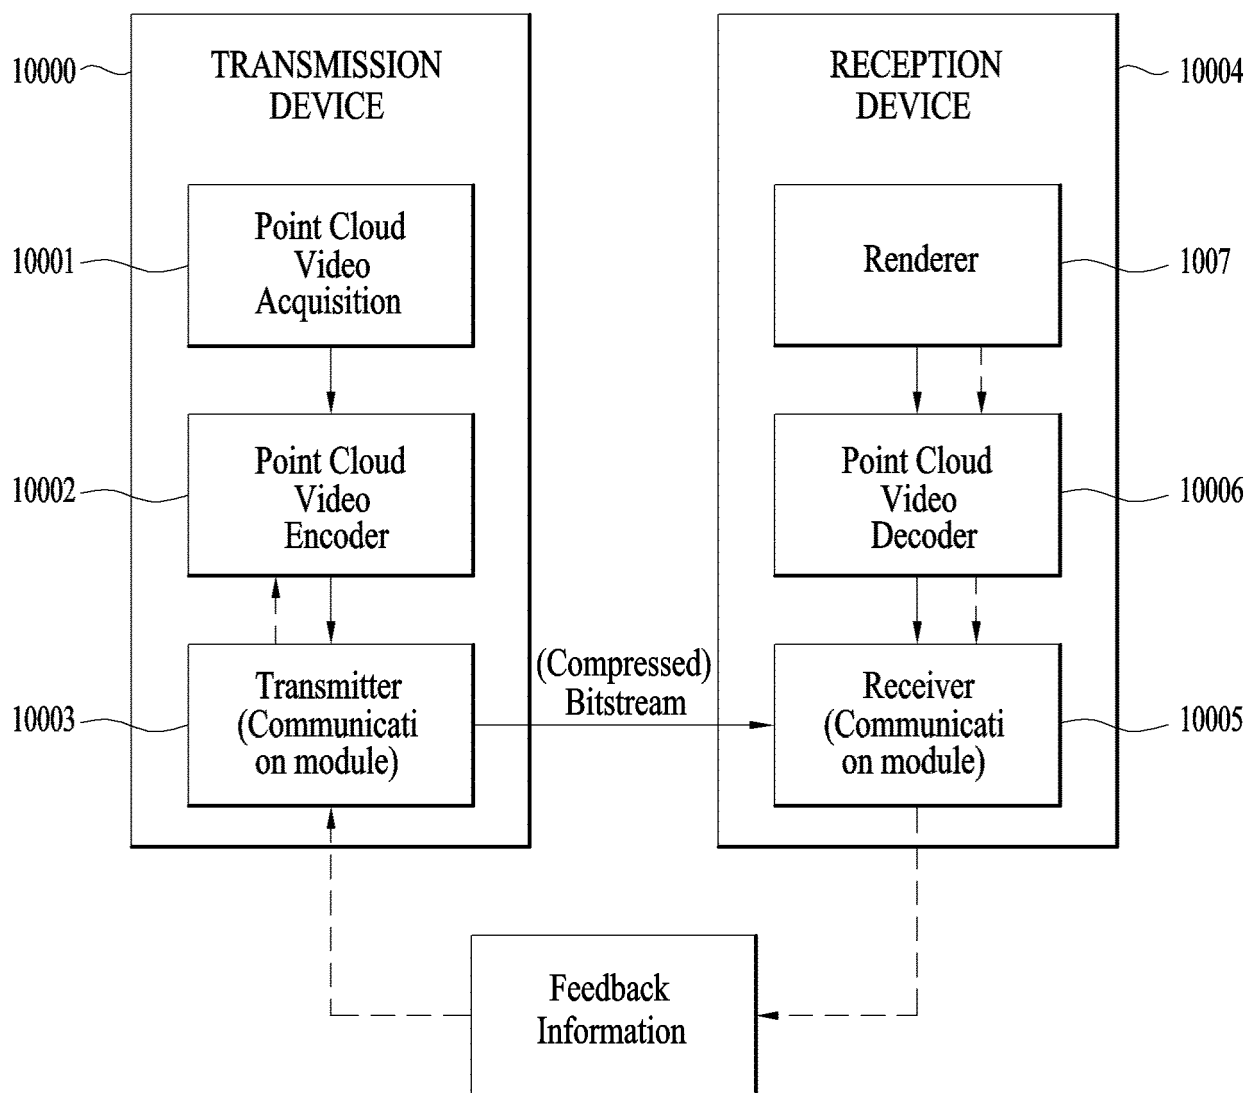 10000
TRANSMISSION
DEVICE
10001
Point Cloud
Video
Acquisition
10002
Point Cloud
Video
Encoder
10003
Transmitter
(Communicati
on module)
(Compressed)
Bitstream
RECEPTION
DEVICE
10004
Renderer
1007
Point Cloud
Video
Decoder
10006
Receiver
(Communicati
on module)
10005
Feedback
Information